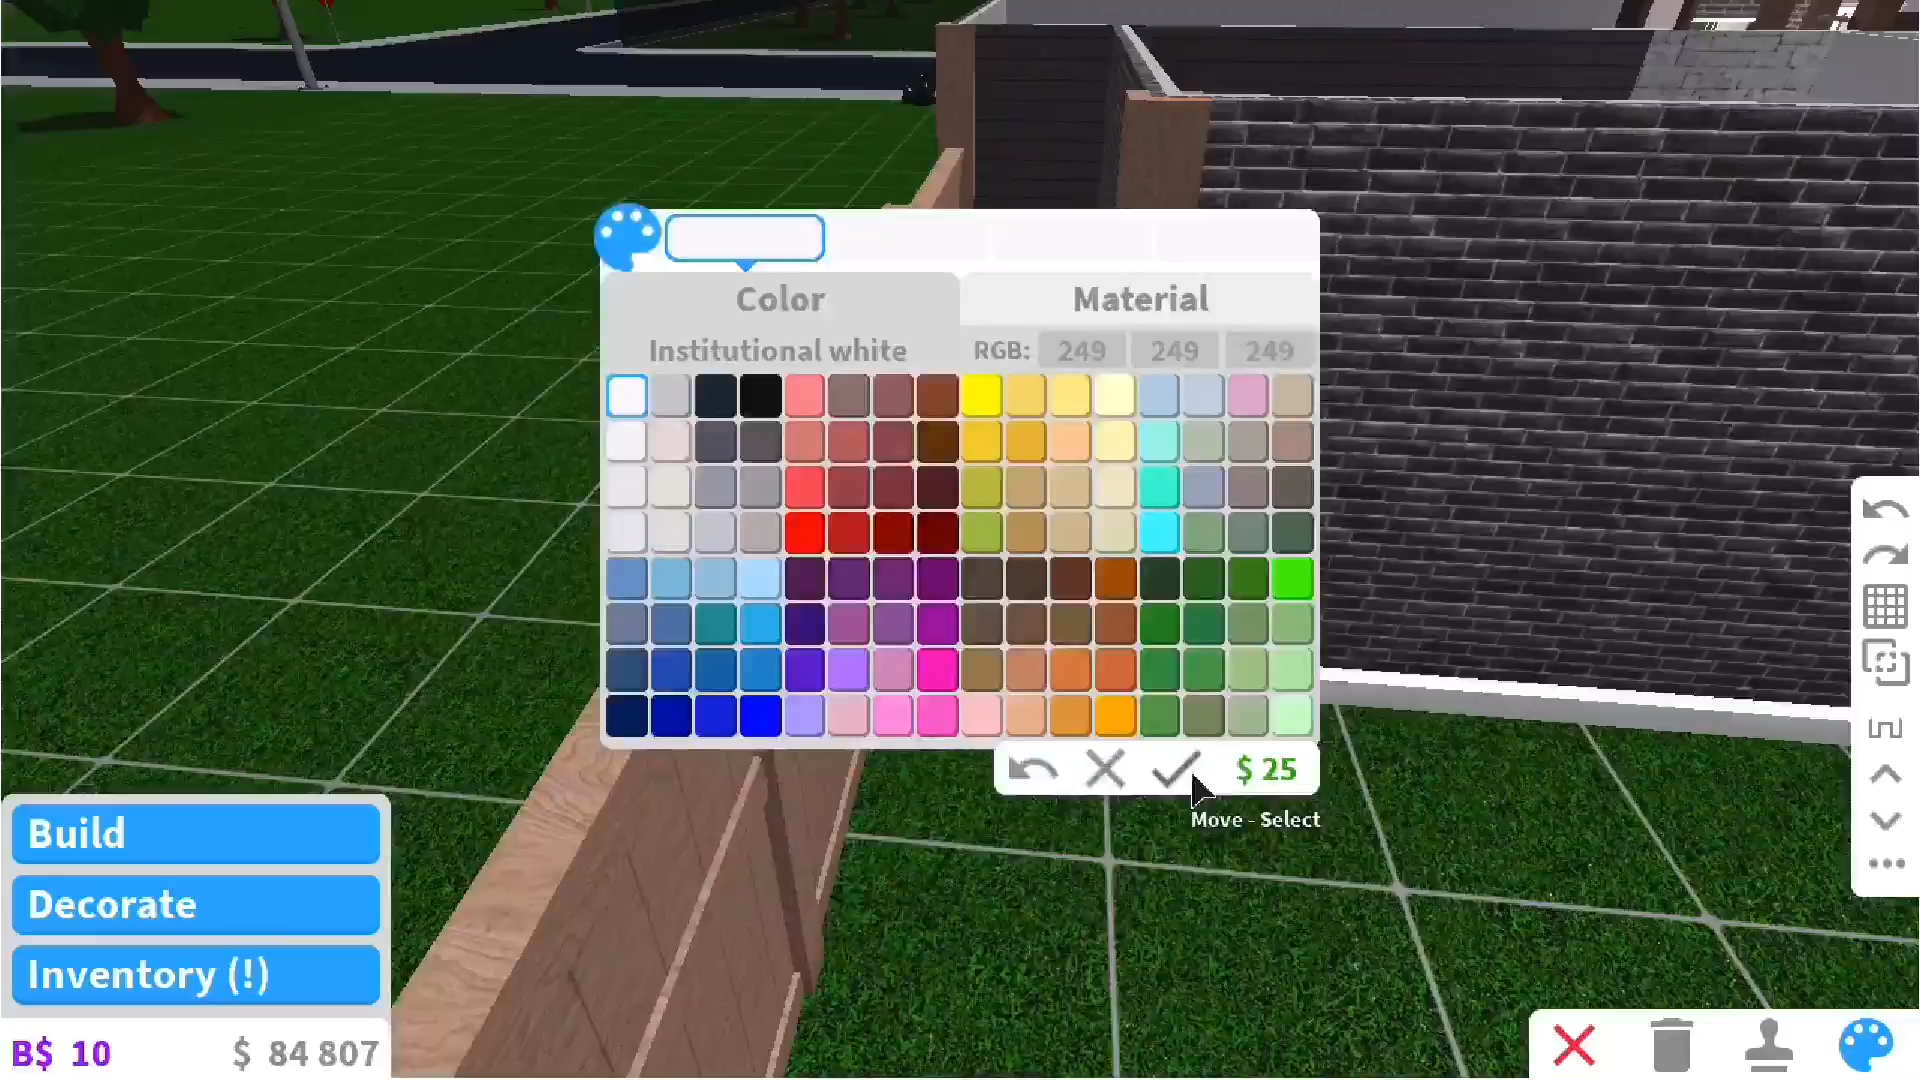 Color
Material
Institutional white
RGB: 249 249 249
$ 25
Move - Select
Build
Decorate
Inventory (!)
B$ 10
$ 84 807